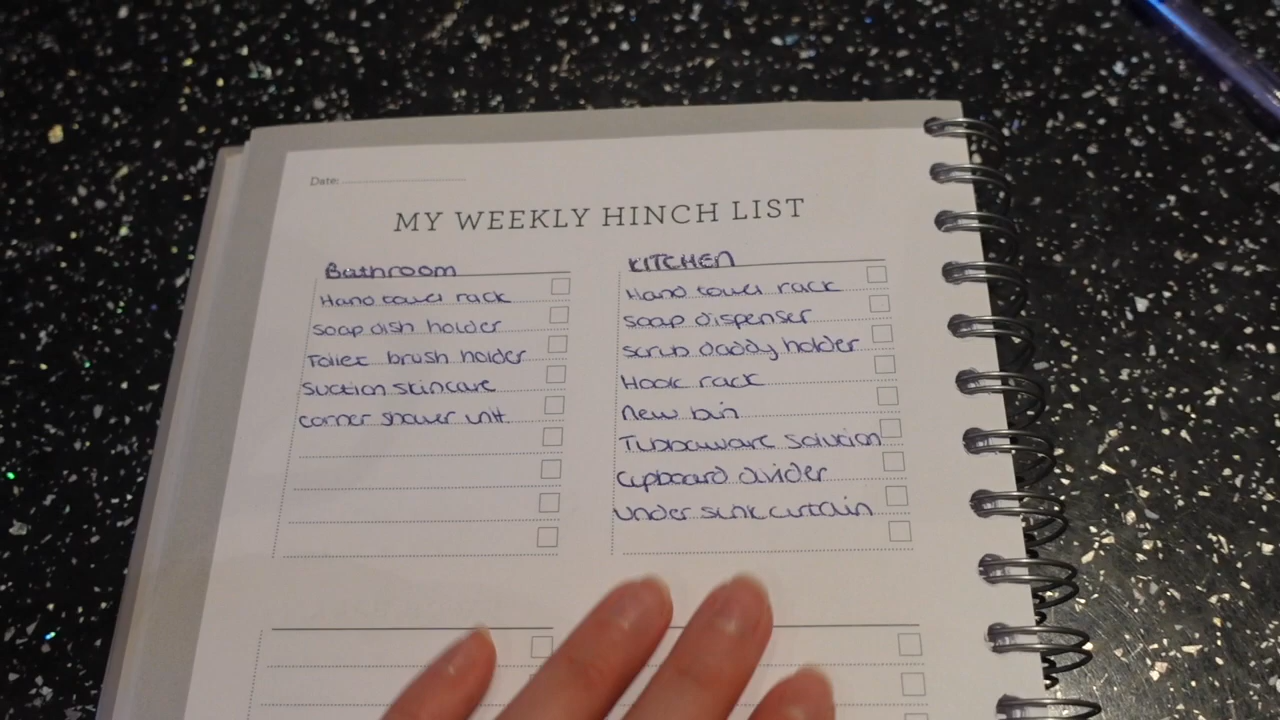 Date:
MY WEEKLY HINCH LIST
Bathroom
Hand towel rack
Soap dish holder
Toilet brush holder
Suction skincare
corner shower unit.
KITCHEN
Hand towel rack
Soap dispenser
Scrub daddy holder
Hook rack
New bin
Tubbaware solution
Cupboard divider
Under sink curtain